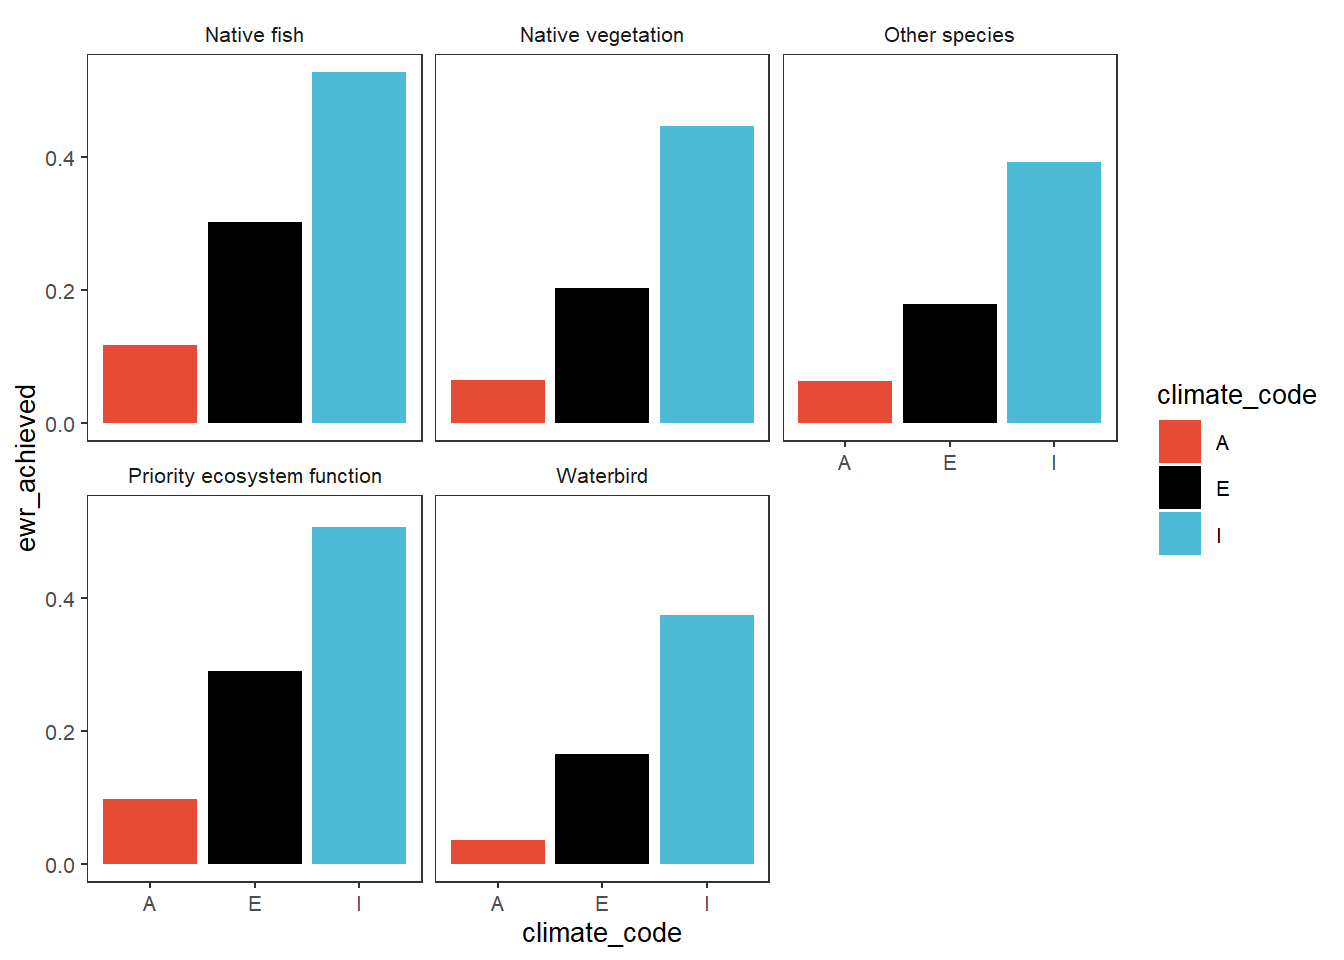 Native fish
Native vegetation
Other species
0.4
0.2
0.0
A
E
I
Priority ecosystem function
Waterbird
0.4
0.2
0.0
A
E
I
A
E
I
climate_code
ewr_achieved
climate_code
A
E
I